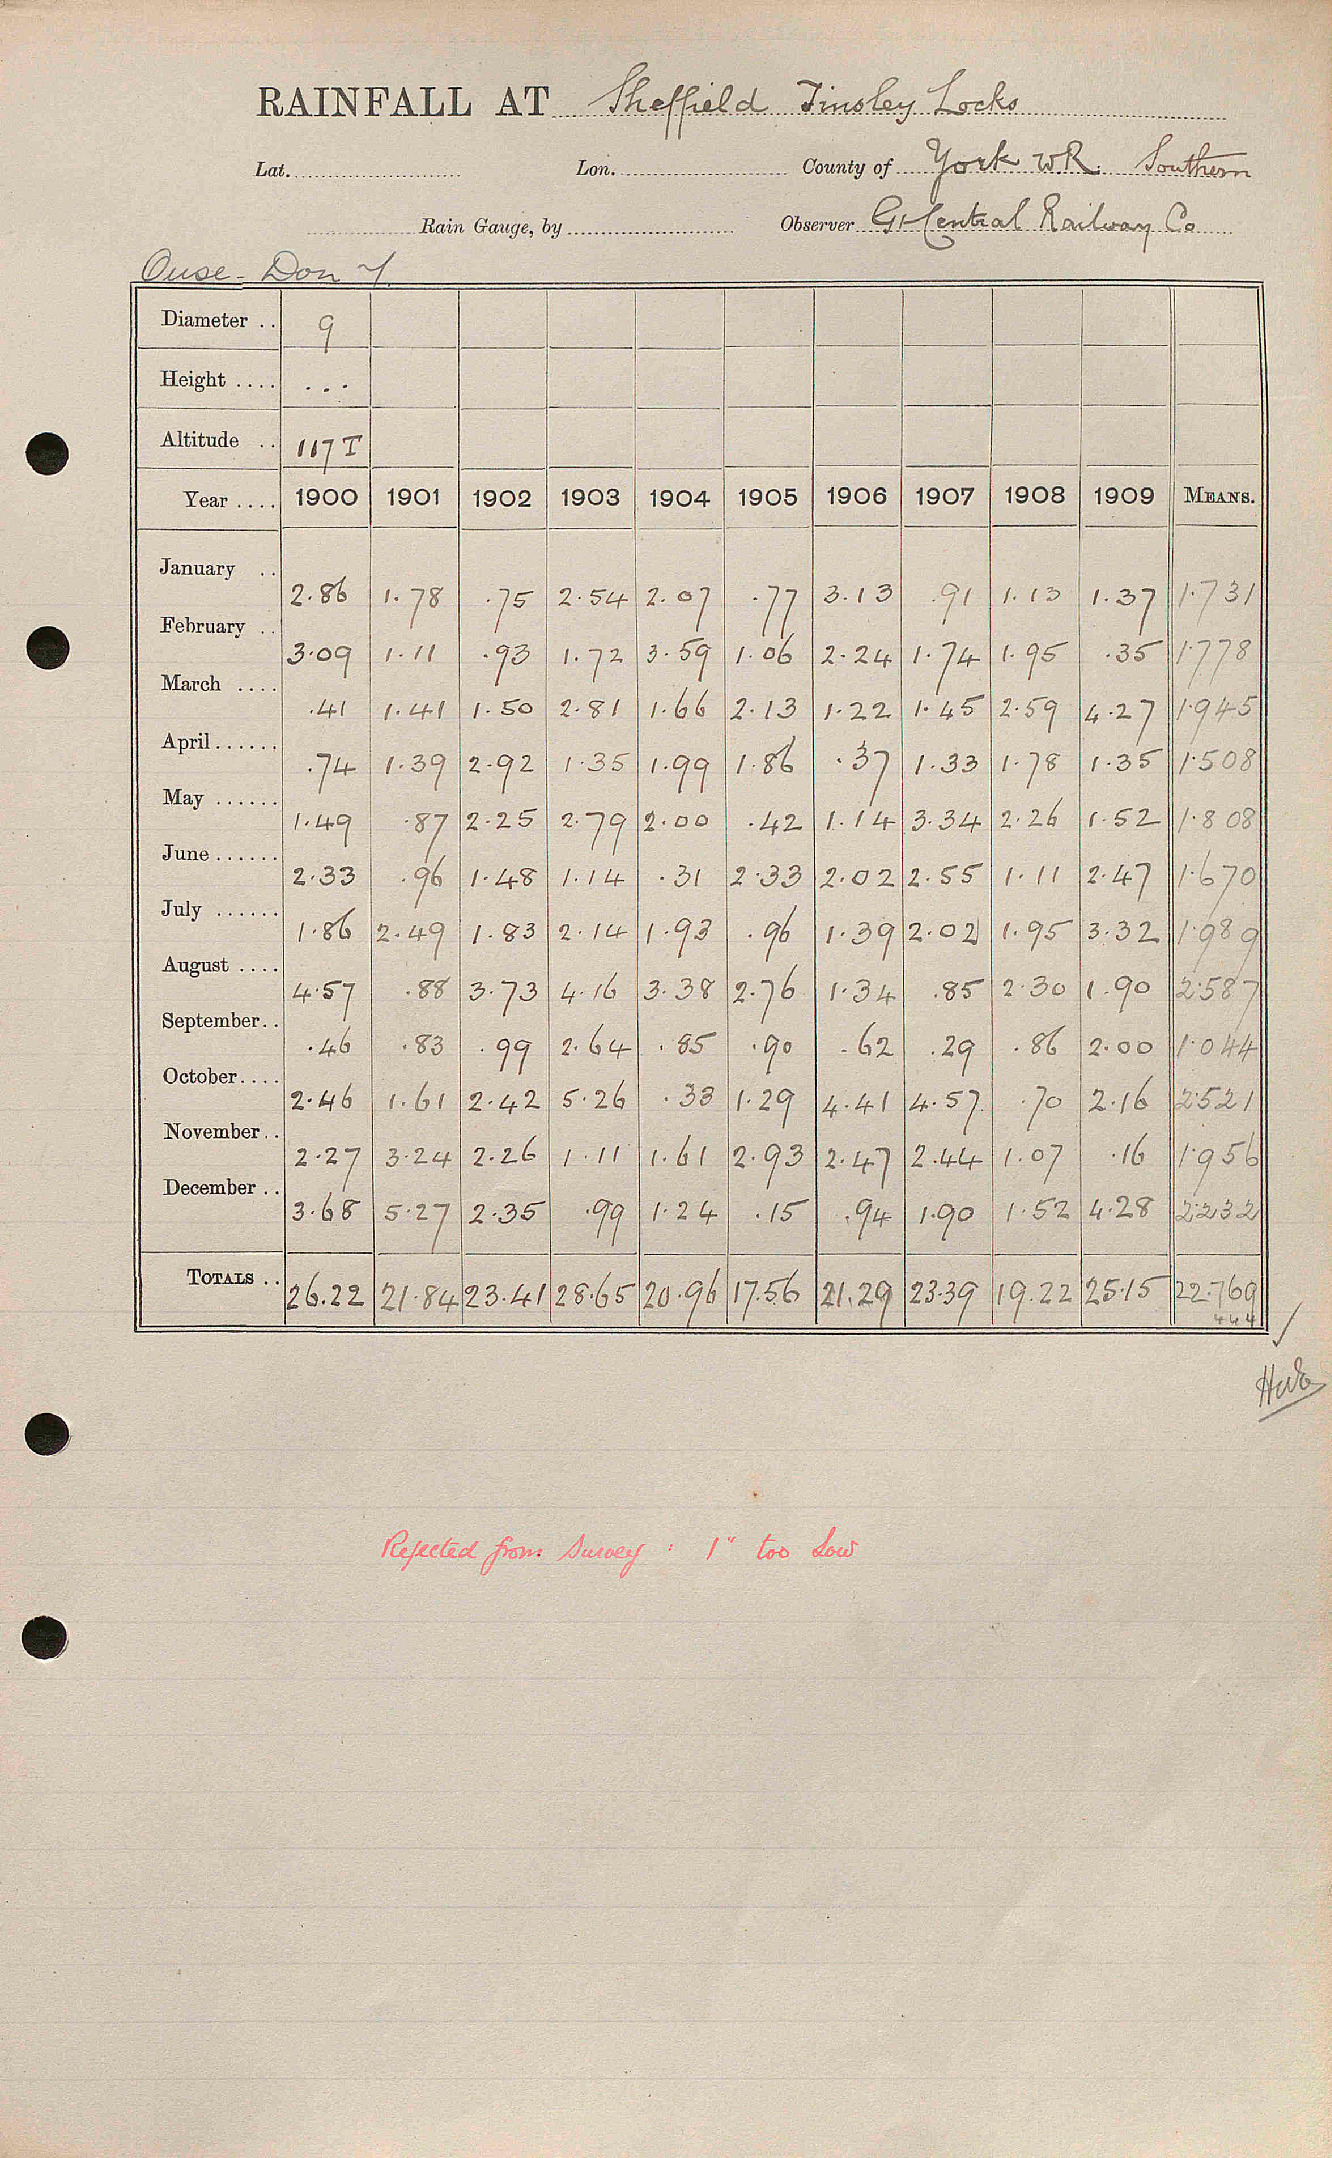 RAINFALL AT Sheffield Tinsley Locks
Lat. Lon. County of York W.R. Southern
Rain Gauge, by Observer Gt Central Railway Co
Ouse - Don Y.
Diameter .. 9
Height .... ...
Altitude .. 117 T
Year .... 1900 1901 1902 1903 1904 1905 1906 1907 1908 1909 MEANS.
January .. 2.86 1.78 .75 2.54 2.07 .77 3.13 .91 1.13 1.37 1.731
February .. 3.09 1.11 .93 1.72 3.59 1.06 2.24 1.74 1.95 .35 1.778
March .... .41 1.41 1.50 2.81 1.66 2.13 1.22 1.45 2.59 4.27 1.945
April ...... .74 1.39 2.92 1.35 1.99 1.86 .37 1.33 1.78 1.35 1.508
May ...... 1.49 .87 2.25 2.79 2.00 .42 1.14 3.34 2.26 1.52 1.808
June ...... 2.33 .96 1.48 1.14 .31 2.33 2.02 2.55 1.11 2.47 1.670
July ...... 1.86 2.49 1.83 2.14 1.93 .96 1.39 2.02 1.95 3.32 1.989
August .... 4.57 .88 3.73 4.16 3.38 2.76 1.34 .85 2.30 1.90 2.587
September .. .46 .83 .99 2.64 .85 .90 .62 .29 .86 2.00 1.044
October .... 2.46 1.61 2.42 5.26 .33 1.29 4.41 4.57 .70 2.16 2.521
November .. 2.27 3.24 2.26 1.11 1.61 2.93 2.47 2.44 1.07 .16 1.956
December .. 3.68 5.27 2.35 .99 1.24 .15 .94 1.90 1.52 4.28 2.232
TOTALS .. 26.22 21.84 23.41 28.65 20.96 17.56 21.29 23.39 19.22 25.15 22.769
444
Rejected from Survey : 1" too Low